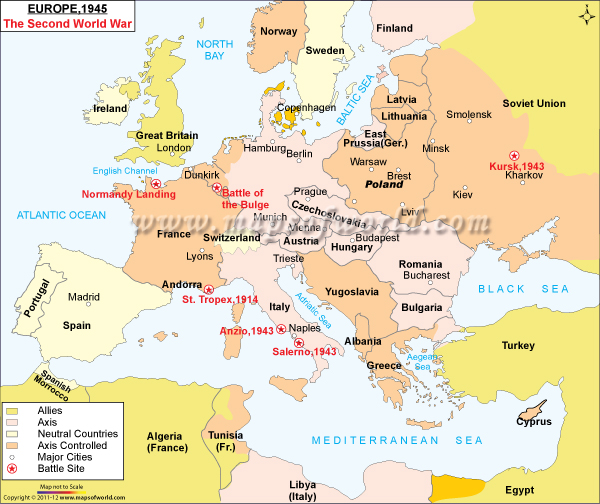 EUROPE,1945
The Second World War
NORTH
BAY
Norway
Sweden
Finland
BALTIC SEA
Copenhagen
Ireland
Great Britain
London
English Channel
Normandy Landing
Dunkirk
Battle of
the Bulge
Hamburg
Berlin
East
Prussia(Ger.)
Latvia
Lithuania
Smolensk
Soviet Union
Minsk
Warsaw
Brest
Poland
Kursk,1943
Kharkov
Kiev
Lviv
ATLANTIC OCEAN
www.mapsofworld.com
Prague
Czechoslovakia
Munich
Vienna
Austria
Budapest
Hungary
France
Switzerland
Lyons
Trieste
Romania
Bucharest
Andorra
St. Tropex,1914
Italy
Adriatic Sea
Yugoslavia
Bulgaria
BLACK SEA
Portugal
Madrid
Spain
Anzio,1943
Naples
Salerno,1943
Albania
Greece
Aegean
Sea
Turkey
Spanish
Morrocco
Algeria
(France)
Tunisia
(Fr.)
MEDITERRANEAN SEA
Cyprus
Libya
(Italy)
Egypt
Allies
Axis
Neutral Countries
Axis Controlled
Major Cities
Battle Site
Map not to Scale
Copyright © 2011-12 www.mapsofworld.com